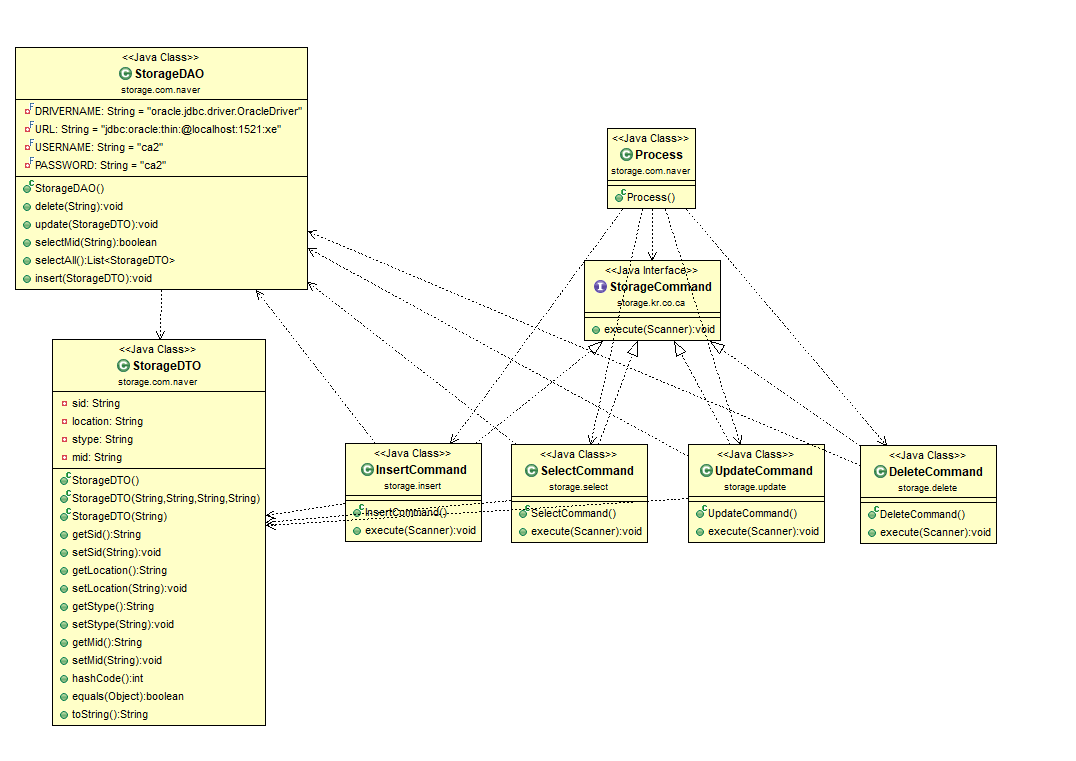 <<Java Class>>
StorageDAO
storage.com.naver
DRIVERNAME: String = "oracle.jdbc.driver.OracleDriver"
URL: String = "jdbc:oracle:thin:@localhost:1521:xe"
USERNAME: String = "ca2"
PASSWORD: String = "ca2"
StorageDAO()
delete(String):void
update(StorageDTO):void
selectMid(String):boolean
selectAll():List<StorageDTO>
insert(StorageDTO):void
<<Java Class>>
Process
storage.com.naver
Process()
<<Java Interface>>
StorageCommand
storage.kr.co.ca
execute(Scanner):void
<<Java Class>>
StorageDTO
storage.com.naver
sid: String
location: String
stype: String
mid: String
StorageDTO()
StorageDTO(String,String,String,String)
StorageDTO(String)
getSid():String
setSid(String):void
getLocation():String
setLocation(String):void
getStype():String
setStype(String):void
getMid():String
setMid(String):void
hashCode():int
equals(Object):boolean
toString():String
<<Java Class>>
InsertCommand
storage.insert
InsertCommand()
execute(Scanner):void
<<Java Class>>
SelectCommand
storage.select
SelectCommand()
execute(Scanner):void
<<Java Class>>
UpdateCommand
storage.update
UpdateCommand()
execute(Scanner):void
<<Java Class>>
DeleteCommand
storage.delete
DeleteCommand()
execute(Scanner):void